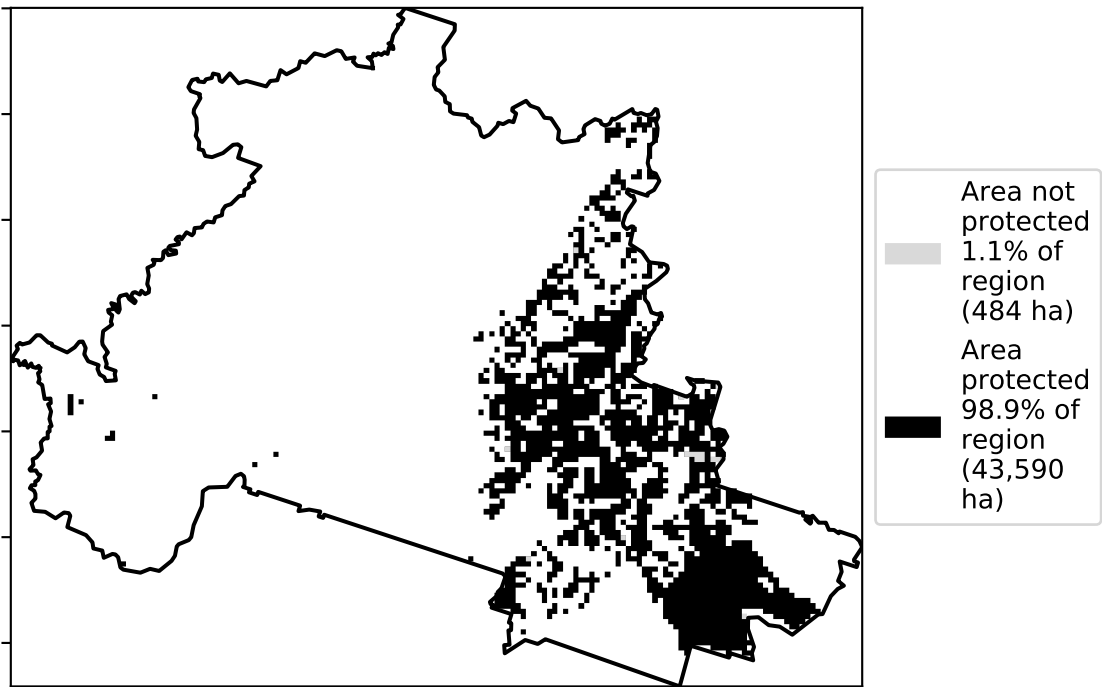 Area not
protected
1.1% of
region
(484 ha)
Area
protected
98.9% of
region
(43,590
ha)